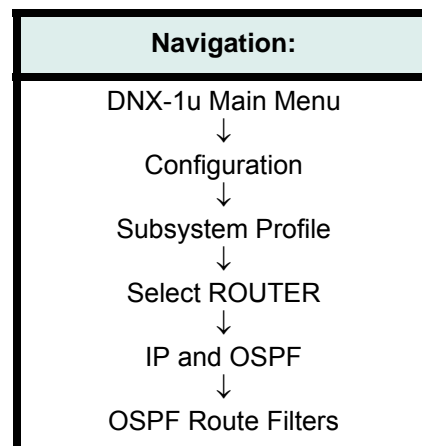 Navigation:
DNX-1u Main Menu
↓
Configuration
↓
Subsystem Profile
↓
Select ROUTER
↓
IP and OSPF
↓
OSPF Route Filters